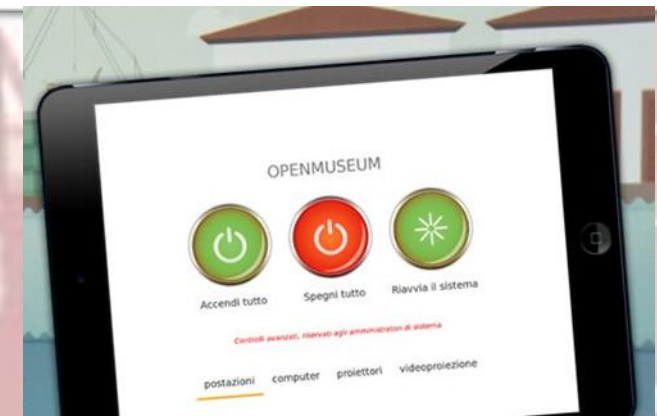 OPENMUSEUM
Accendi tutto
Spegni tutto
Riavvia il sistema
Controlli avanzati, riservati agli amministratori di sistema
postazioni
computer
proiettori
videoproiezione